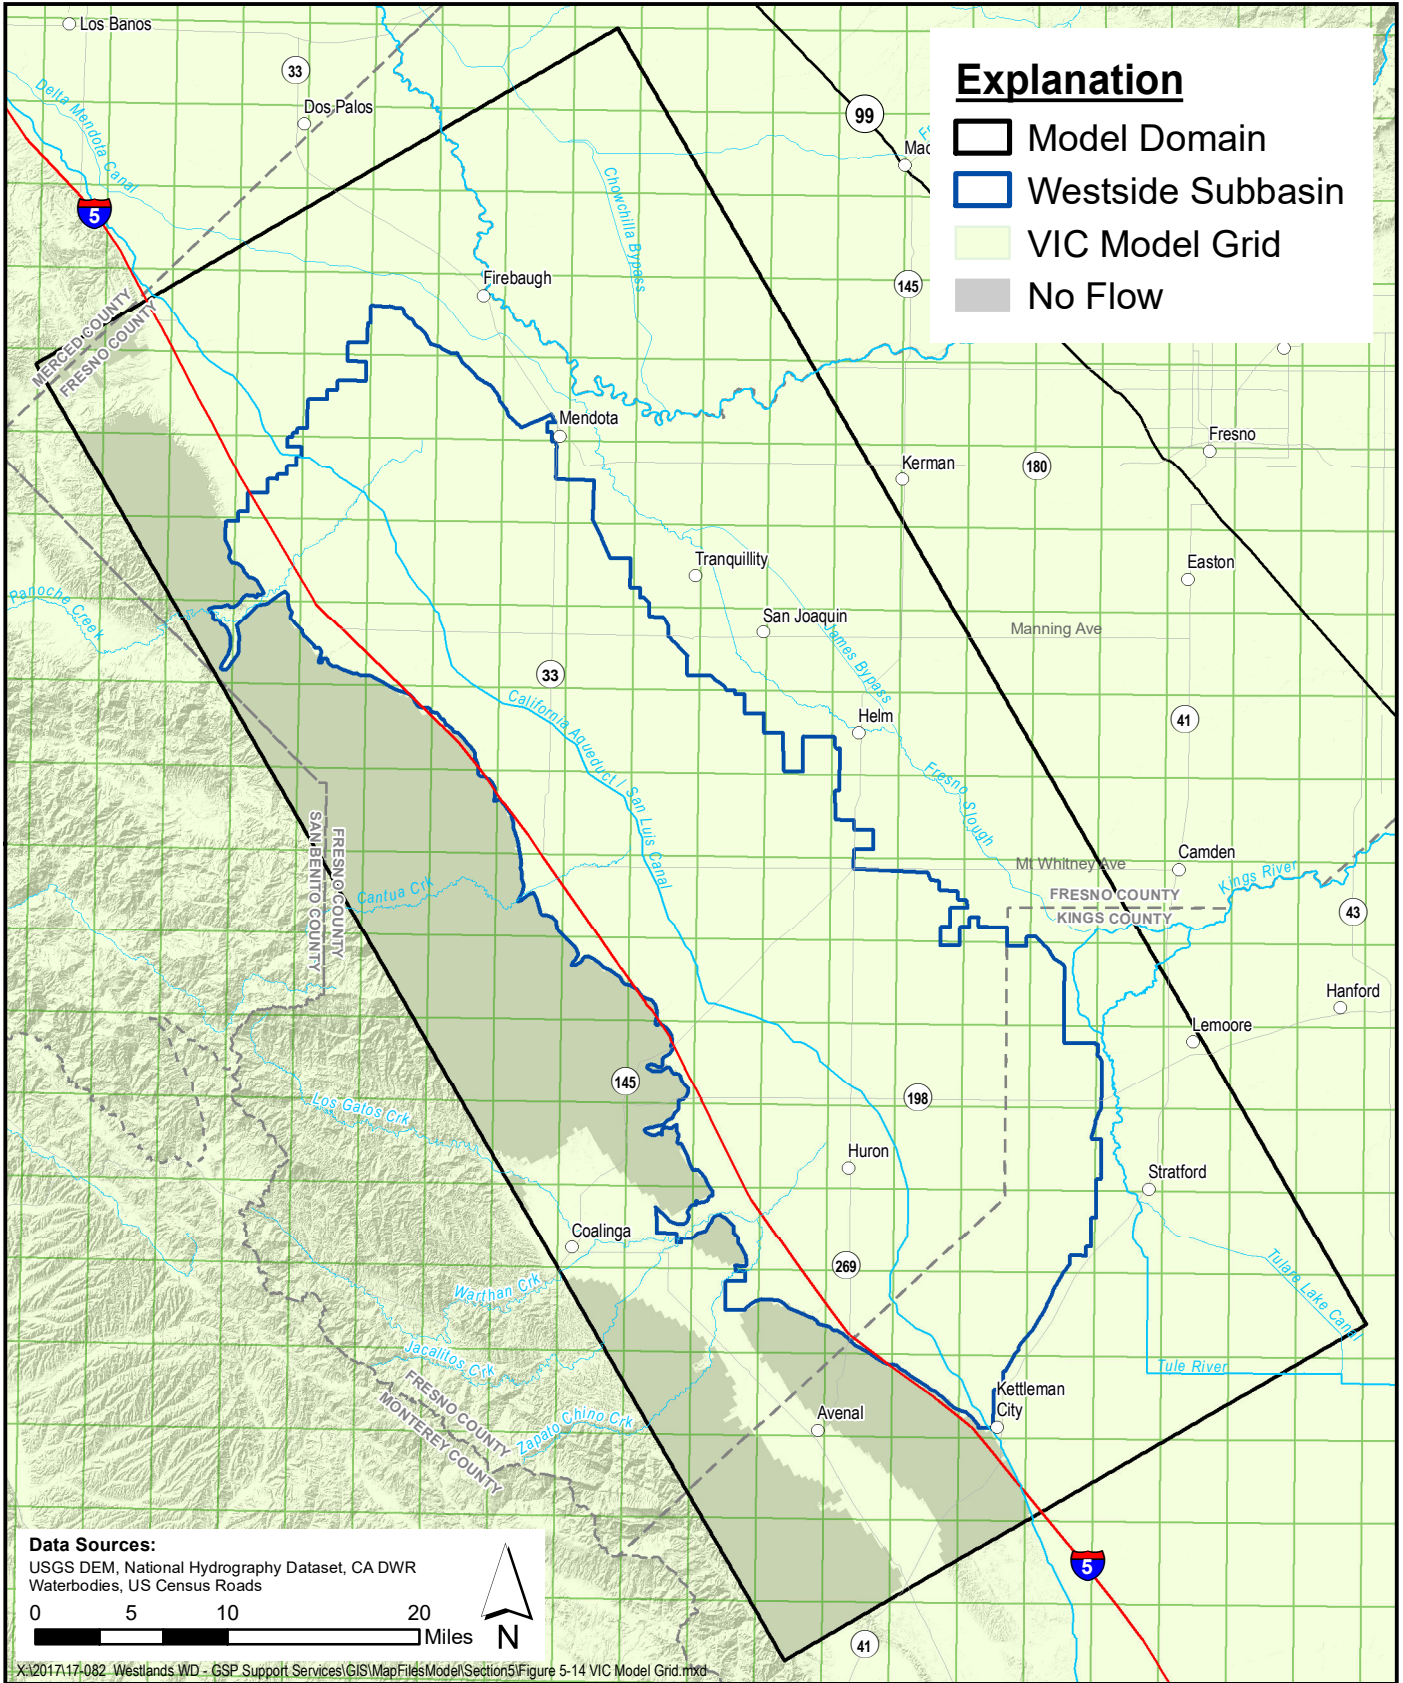 Los Banos
33
Delta Mendota Canal
Dos Palos
99
Mad
Explanation
Model Domain
Westside Subbasin
VIC Model Grid
No Flow
5
Chowchilla Bypass
145
Firebaugh
MERCED COUNTY
FRESNO COUNTY
Mendota
Kerman
180
Fresno
Tranquillity
Easton
Panoche Creek
San Joaquin
Manning Ave
James Bypass
33
California Aqueduct / San Luis Canal
Helm
41
Fresno Slough
SAN BENITO COUNTY
FRESNO COUNTY
Mt Whitney Ave
Camden
Cantua Crk
Kings River
FRESNO COUNTY
KINGS COUNTY
43
Hanford
Lemoore
145
198
Los Gatos Crk
Huron
Stratford
Coalinga
269
Warthan Crk
Tulare Lake Canal
Jacalitos Crk
Tule River
FRESNO COUNTY
MONTEREY COUNTY
Kettleman
City
Avenal
Zapato Chino Crk
5
41
Data Sources:
USGS DEM, National Hydrography Dataset, CA DWR
Waterbodies, US Census Roads
0 5 10 20
Miles
N
X:\2017\17-082 Westlands WD - GSP Support Services\GIS\MapFilesModel\Section5\Figure 5-14 VIC Model Grid.mxd